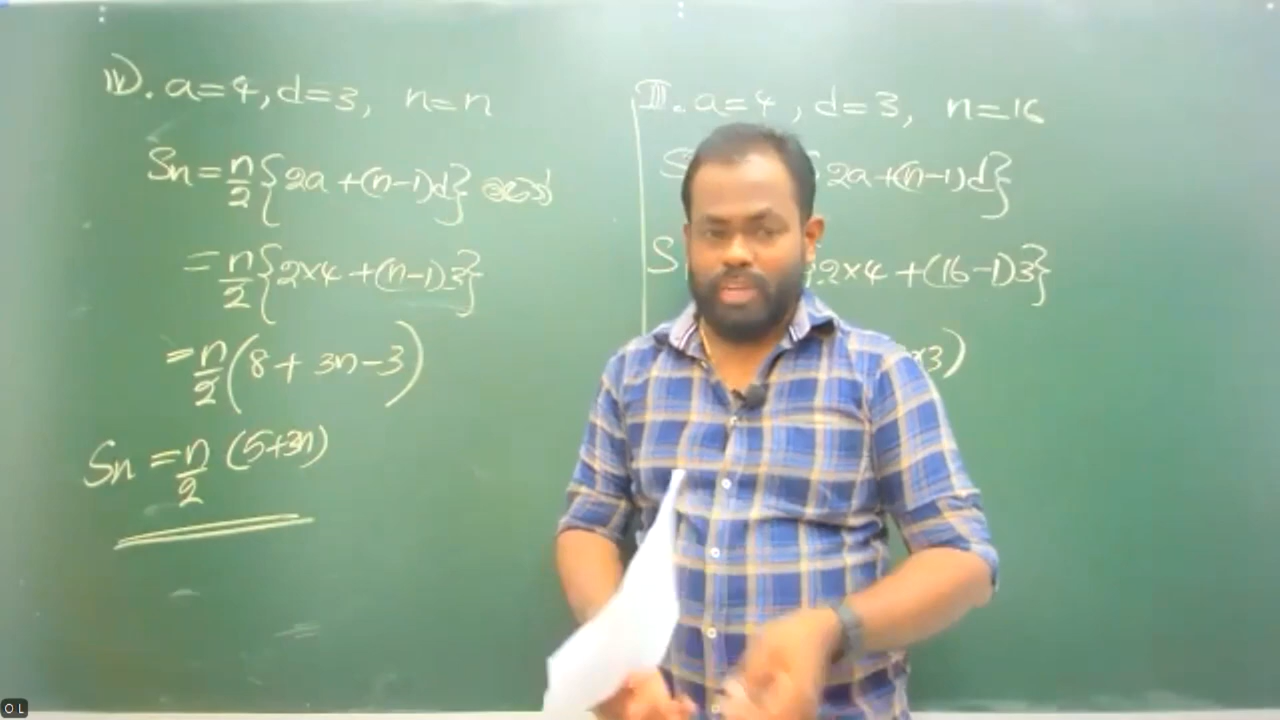 IV). a=4, d=3, n=n
Sn = n/2 {2a + (n-1)d}
= n/2 {2×4 + (n-1)3}
= n/2 (8 + 3n - 3)
Sn = n/2 (5+3n)
III. a=4, d=3, n=16
S 2a + (n-1)d}
S 2×4 + (16-1)3}
×3)
O L